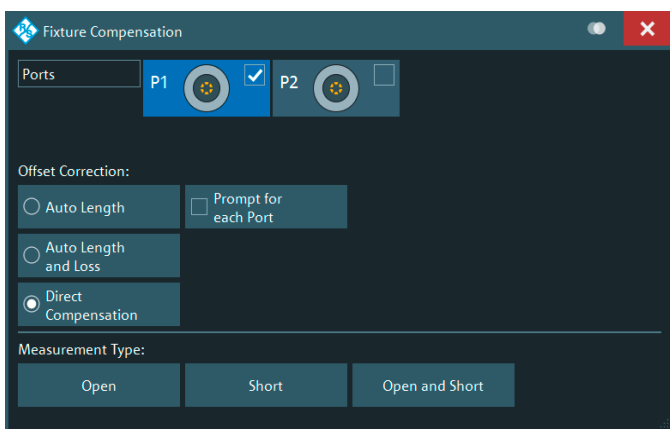 Fixture Compensation
Ports
P1
P2
Offset Correction:
Auto Length
Prompt for
each Port
Auto Length
and Loss
Direct
Compensation
Measurement Type:
Open
Short
Open and Short